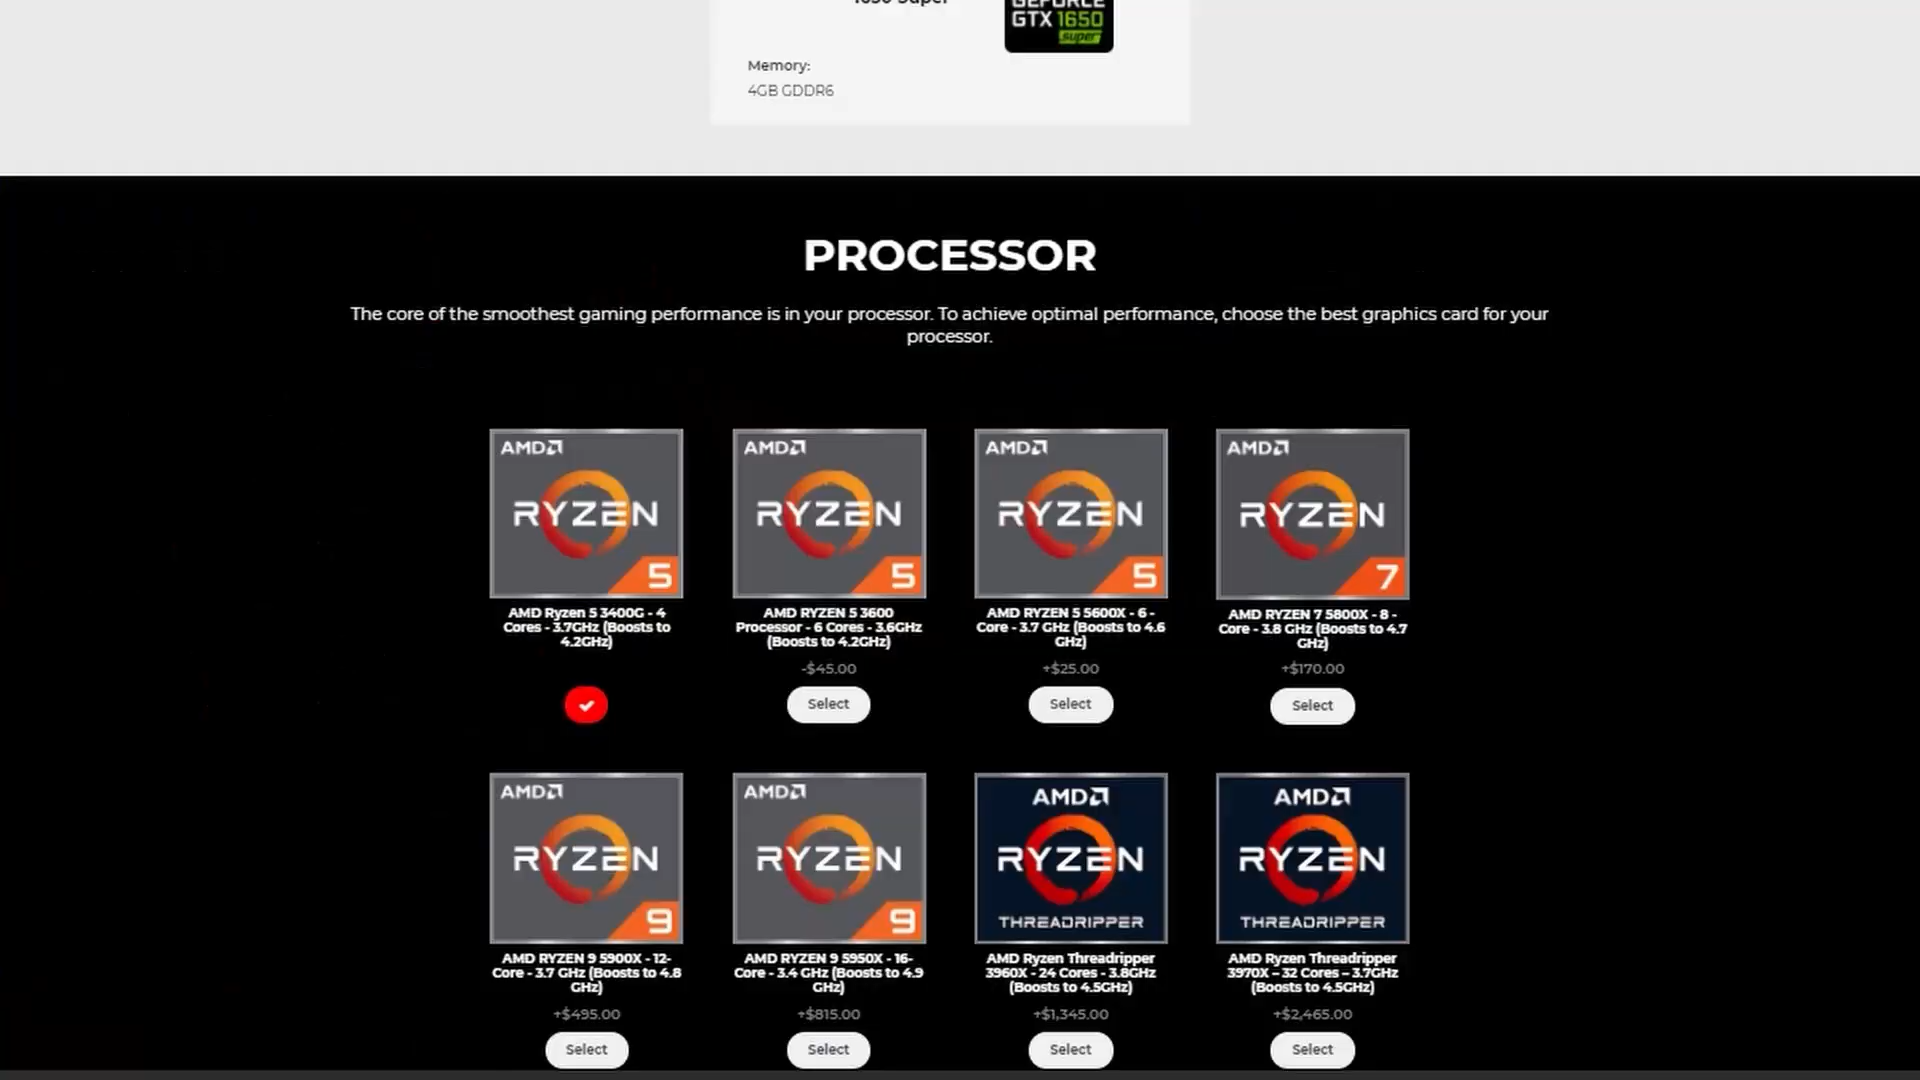 1650 Super
GEFORCE
GTX 1650
super
Memory:
4GB GDDR6
PROCESSOR
The core of the smoothest gaming performance is in your processor. To achieve optimal performance, choose the best graphics card for your
processor.
AMD
RYZEN
5
AMD Ryzen 5 3400G - 4
Cores - 3.7GHz (Boosts to
4.2GHz)
AMD
RYZEN
5
AMD RYZEN 5 3600
Processor - 6 Cores - 3.6GHz
(Boosts to 4.2GHz)
-$45.00
Select
AMD
RYZEN
5
AMD RYZEN 5 5600X - 6 -
Core - 3.7 GHz (Boosts to 4.6
GHz)
+$25.00
Select
AMD
RYZEN
7
AMD RYZEN 7 5800X - 8 -
Core - 3.8 GHz (Boosts to 4.7
GHz)
+$170.00
Select
AMD
RYZEN
9
AMD RYZEN 9 5900X - 12-
Core - 3.7 GHz (Boosts to 4.8
GHz)
+$495.00
Select
AMD
RYZEN
9
AMD RYZEN 9 5950X - 16-
Core - 3.4 GHz (Boosts to 4.9
GHz)
+$815.00
Select
AMD
RYZEN
THREADRIPPER
AMD Ryzen Threadripper
3960X - 24 Cores - 3.8GHz
(Boosts to 4.5GHz)
+$1,345.00
Select
AMD
RYZEN
THREADRIPPER
AMD Ryzen Threadripper
3970X – 32 Cores – 3.7GHz
(Boosts to 4.5GHz)
+$2,465.00
Select